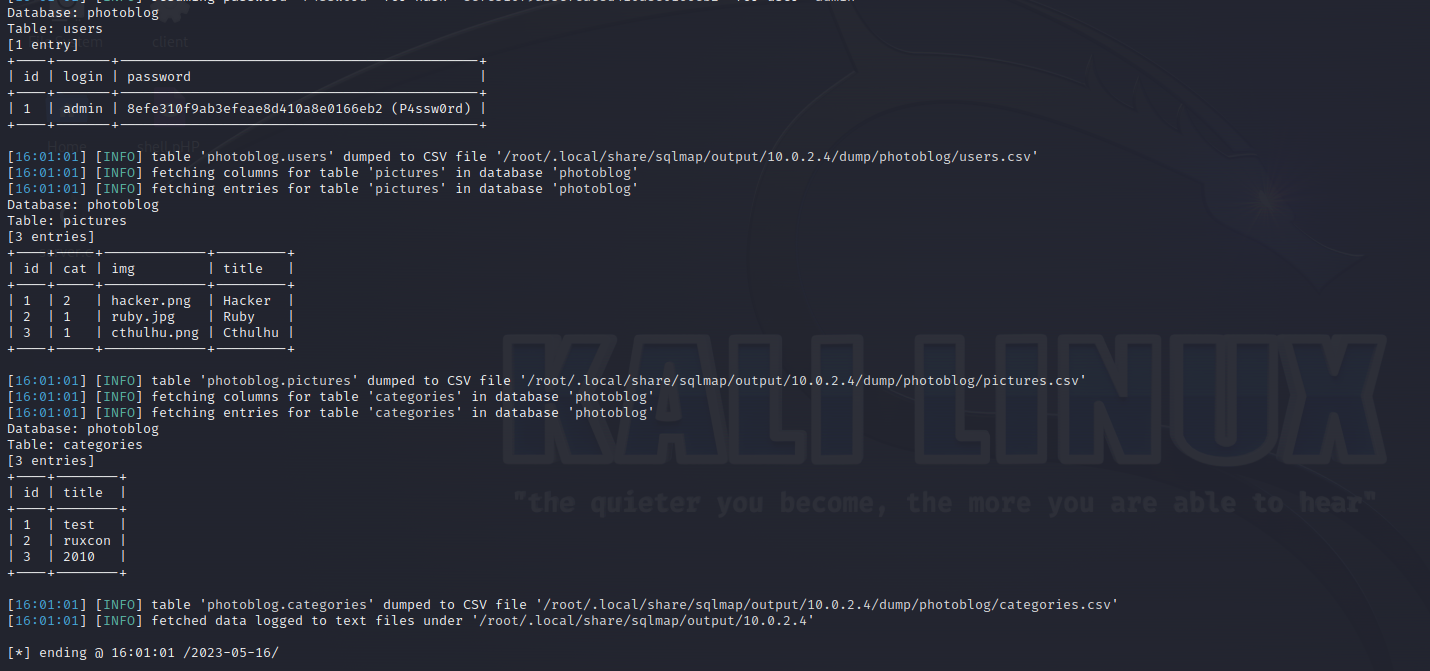 Database: photoblog
Table: users
[1 entry]
| id | login | password |
| 1 | admin | 8efe310f9ab3efeae8d410a8e0166eb2 (P4ssw0rd) |
[16:01:01] [INFO] table 'photoblog.users' dumped to CSV file '/root/.local/share/sqlmap/output/10.0.2.4/dump/photoblog/users.csv'
[16:01:01] [INFO] fetching columns for table 'pictures' in database 'photoblog'
[16:01:01] [INFO] fetching entries for table 'pictures' in database 'photoblog'
Database: photoblog
Table: pictures
[3 entries]
| id | cat | img | title |
| 1 | 2 | hacker.png | Hacker |
| 2 | 1 | ruby.jpg | Ruby |
| 3 | 1 | cthulhu.png | Cthulhu |
[16:01:01] [INFO] table 'photoblog.pictures' dumped to CSV file '/root/.local/share/sqlmap/output/10.0.2.4/dump/photoblog/pictures.csv'
[16:01:01] [INFO] fetching columns for table 'categories' in database 'photoblog'
[16:01:01] [INFO] fetching entries for table 'categories' in database 'photoblog'
Database: photoblog
Table: categories
[3 entries]
| id | title |
| 1 | test |
| 2 | ruxcon |
| 3 | 2010 |
[16:01:01] [INFO] table 'photoblog.categories' dumped to CSV file '/root/.local/share/sqlmap/output/10.0.2.4/dump/photoblog/categories.csv'
[16:01:01] [INFO] fetched data logged to text files under '/root/.local/share/sqlmap/output/10.0.2.4'
[*] ending @ 16:01:01 /2023-05-16/
KALI LINUX
"the quieter you become, the more you are able to hear"
client